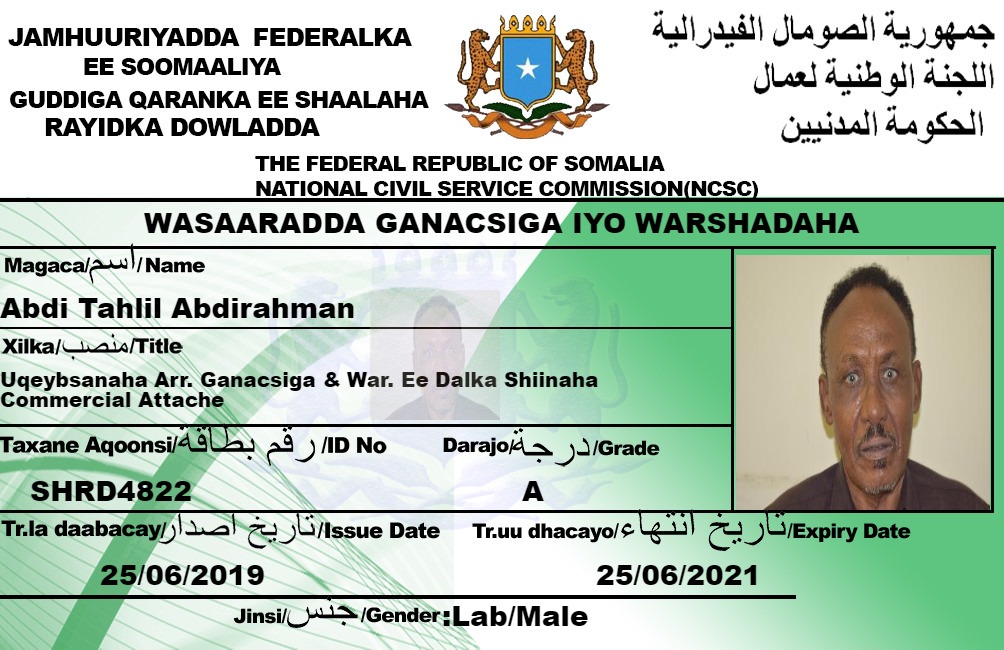 JAMHUURIYADDA FEDERALKA
EE SOOMAALIYA
GUDDIGA QARANKA EE SHAALAHA
RAYIDKA DOWLADDA
جمهورية الصومال الفيدرالية
اللجنة الوطنية لعمال
الحكومة المدنيين
THE FEDERAL REPUBLIC OF SOMALIA
NATIONAL CIVIL SERVICE COMMISSION(NCSC)
WASAARADDA GANACSIGA IYO WARSHADAHA
Magaca/اسم/Name
Abdi Tahlil Abdirahman
Xilka/منصب/Title
Uqeybsanaha Arr. Ganacsiga & War. Ee Dalka Shiinaha
Commercial Attache
Taxane Aqoonsi/رقم بطاقة/ID No Darajo/درجة/Grade
SHRD4822 A
Tr.la daabacay/تاريخ اصدار/Issue Date Tr.uu dhacayo/تاريخ انتهاء/Expiry Date
25/06/2019 25/06/2021
Jinsi/جنس/Gender:Lab/Male